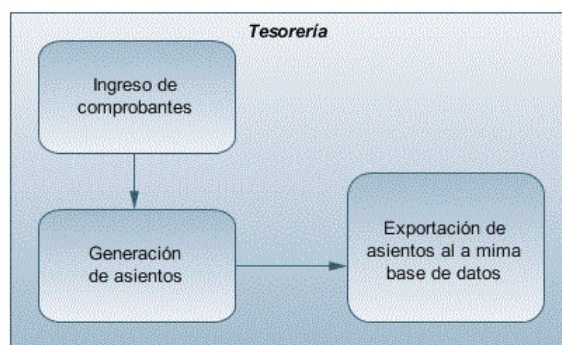 Tesorería
Ingreso de
comprobantes
Generación
de asientos
Exportación de
asientos al a mima
base de datos